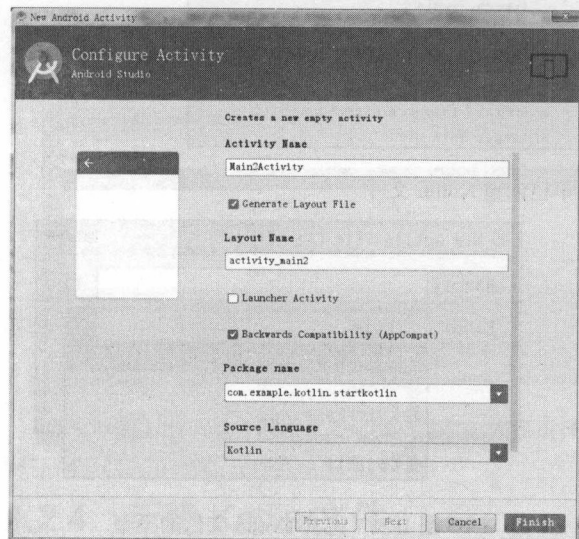 New Android Activity
Configure Activity
Android Studio
Creates a new empty activity
Activity Name
Main2Activity
Generate Layout File
Layout Name
activity_main2
Launcher Activity
Backwards Compatibility (AppCompat)
Package name
com.example.kotlin.startkotlin
Source Language
Kotlin
Previous Next Cancel Finish